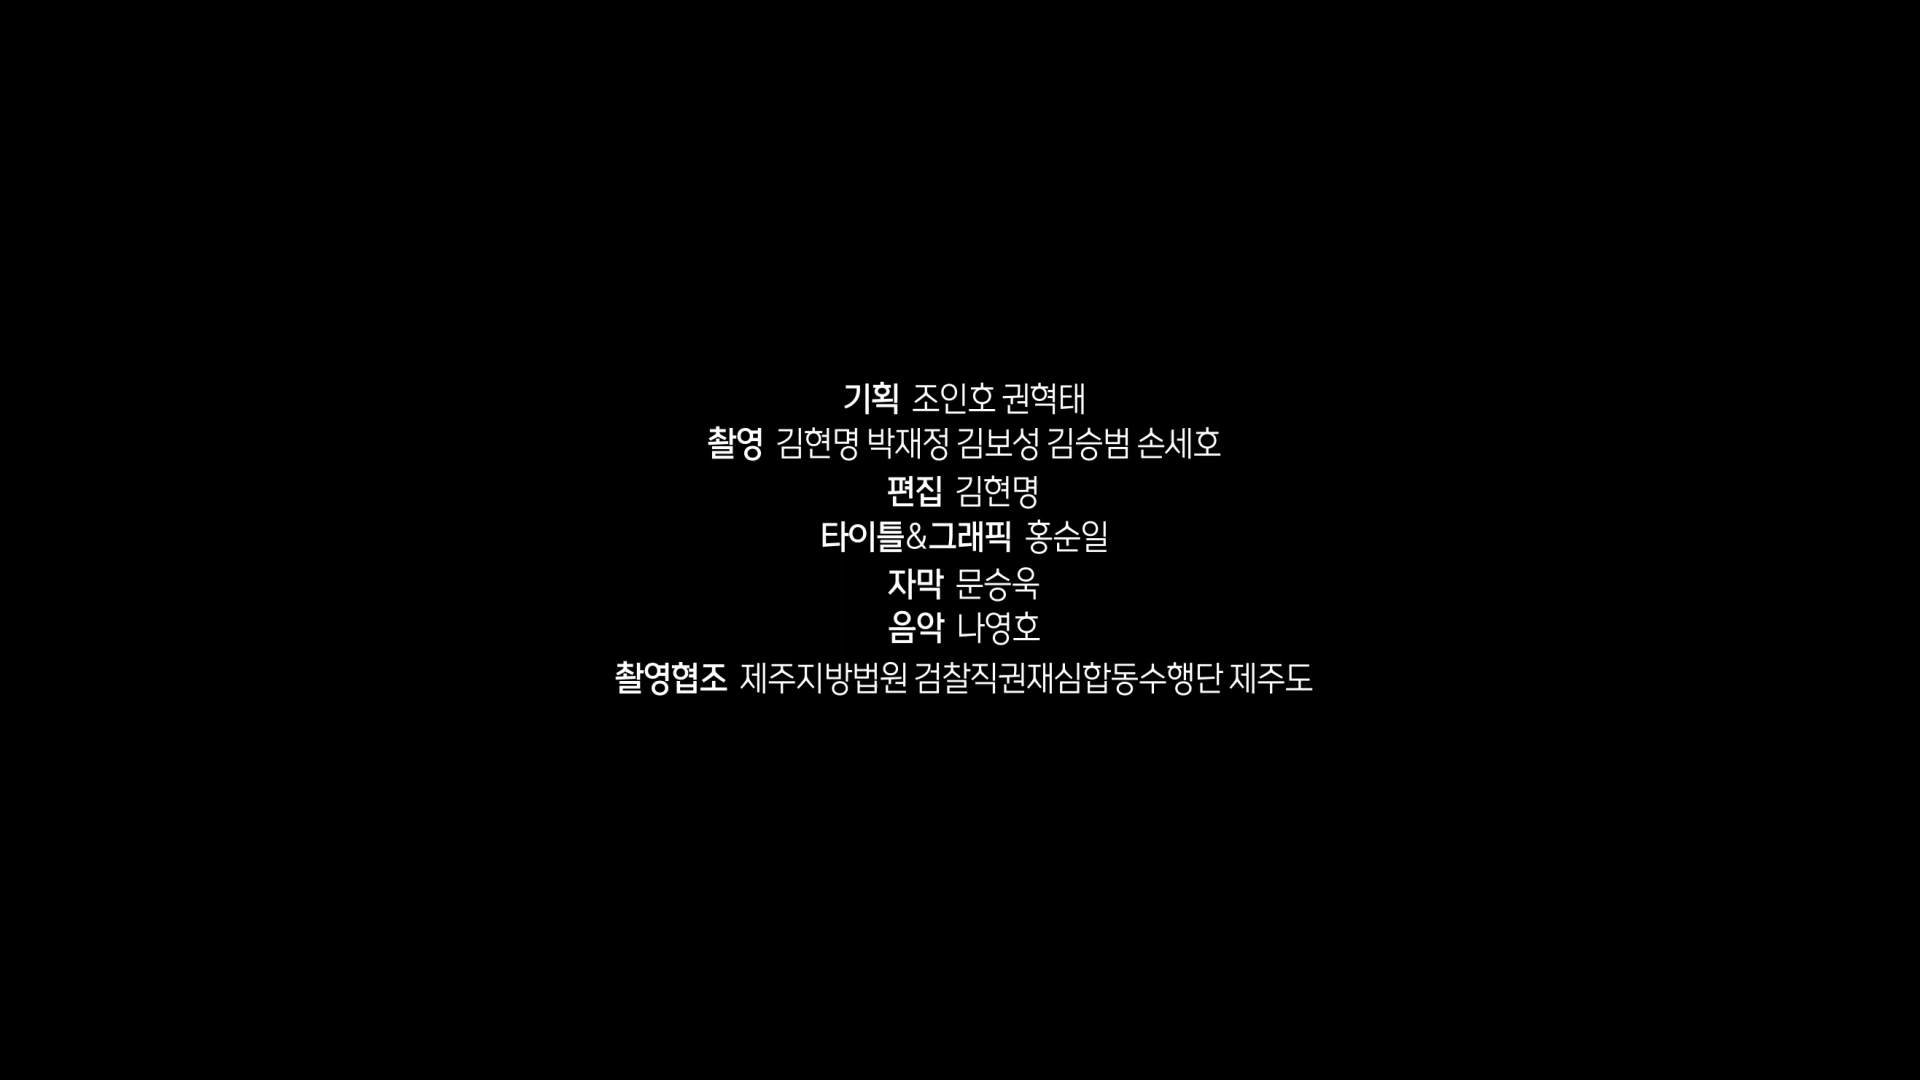 기획 조인호 권혁태
촬영 김현명 박재정 김보성 김승범 손세호
편집 김현명
타이틀&그래픽 홍순일
자막 문승욱
음악 나영호
촬영협조 제주지방법원 검찰직권재심합동수행단 제주도